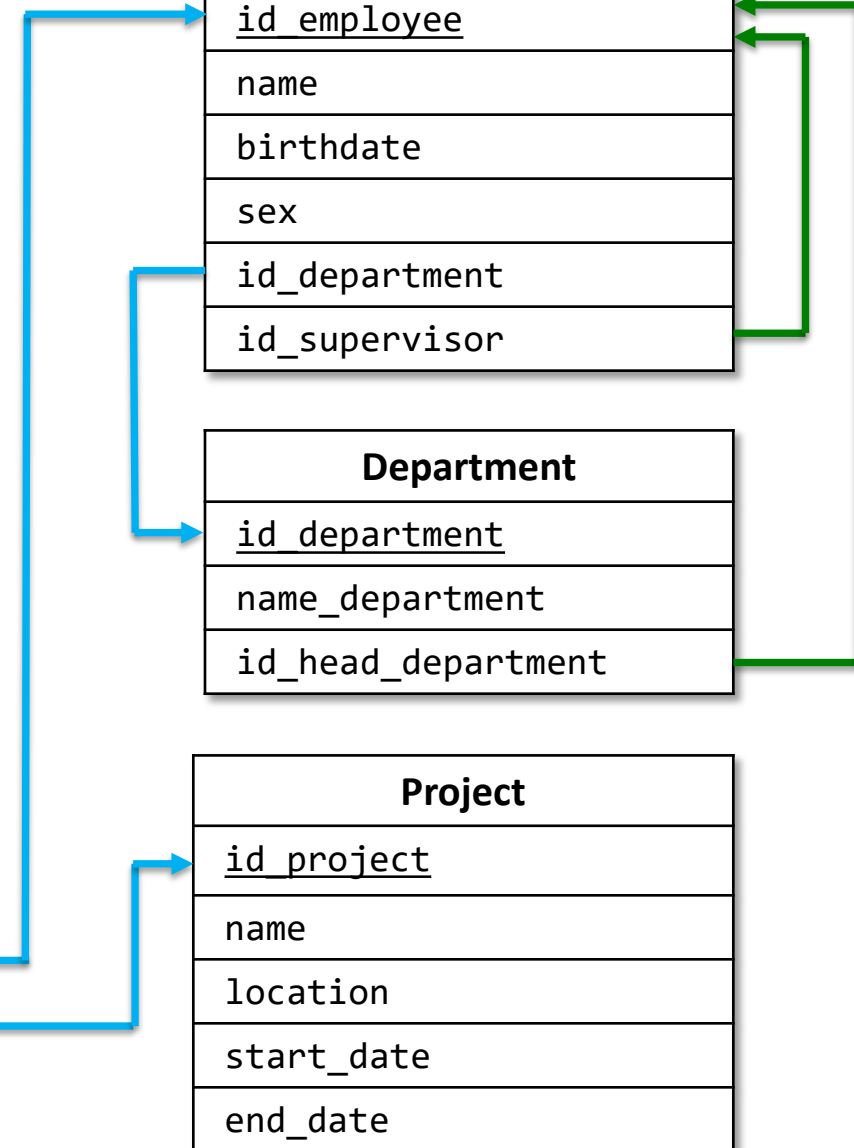 id_employee
name
birthdate
sex
id_department
id_supervisor
Department
id_department
name_department
id_head_department
Project
id_project
name
location
start_date
end_date